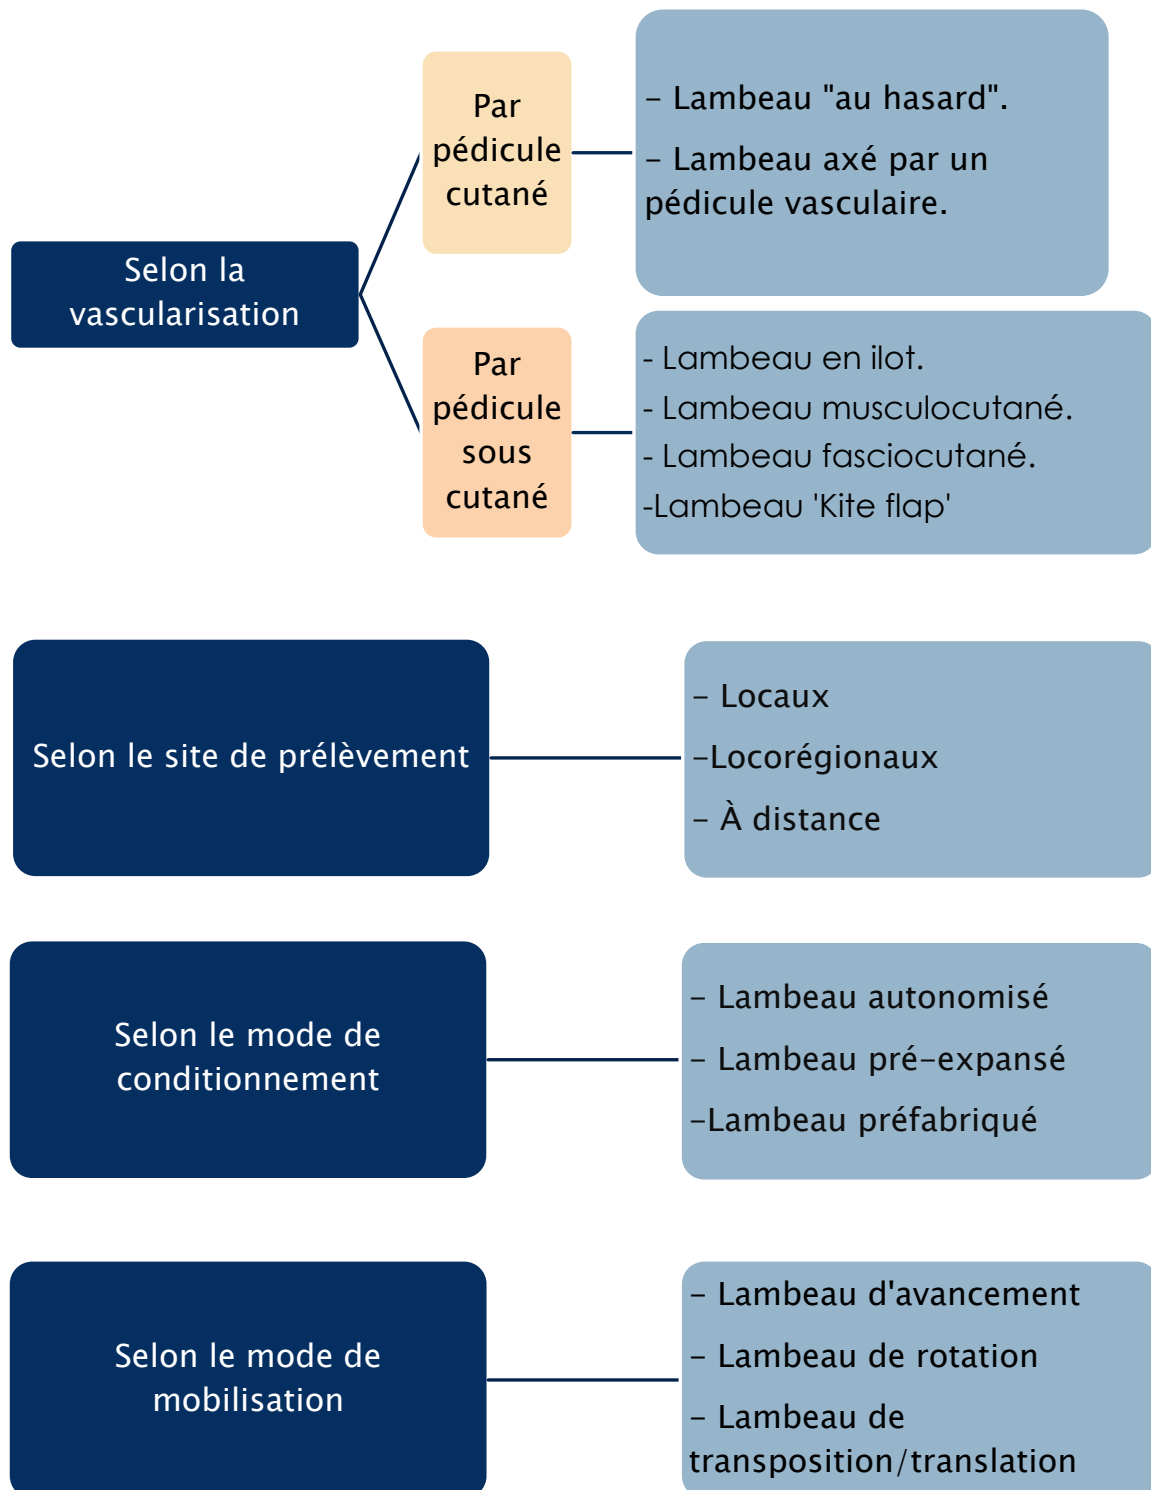 Selon la
vascularisation
Par
pédicule
cutané
– Lambeau "au hasard".
– Lambeau axé par un
pédicule vasculaire.
Par
pédicule
sous
cutané
- Lambeau en ilot.
- Lambeau musculocutané.
- Lambeau fasciocutané.
-Lambeau 'Kite flap'
Selon le site de prélèvement
– Locaux
–Locorégionaux
– À distance
Selon le mode de
conditionnement
– Lambeau autonomisé
– Lambeau pré–expansé
–Lambeau préfabriqué
Selon le mode de
mobilisation
– Lambeau d'avancement
– Lambeau de rotation
– Lambeau de
transposition/translation